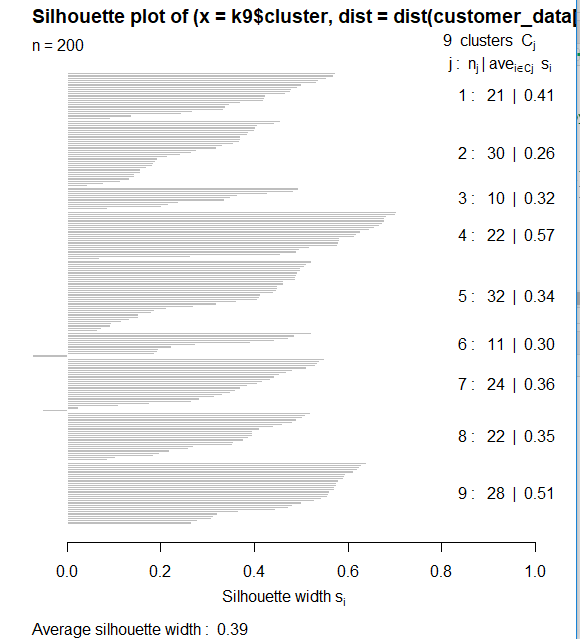 Silhouette plot of (x = k9$cluster, dist = dist(customer_data[
n = 200
9 clusters Cj
j : nj | avei∈Cj si
1 : 21 | 0.41
2 : 30 | 0.26
3 : 10 | 0.32
4 : 22 | 0.57
5 : 32 | 0.34
6 : 11 | 0.30
7 : 24 | 0.36
8 : 22 | 0.35
9 : 28 | 0.51
0.0 0.2 0.4 0.6 0.8 1.0
Silhouette width si
Average silhouette width : 0.39